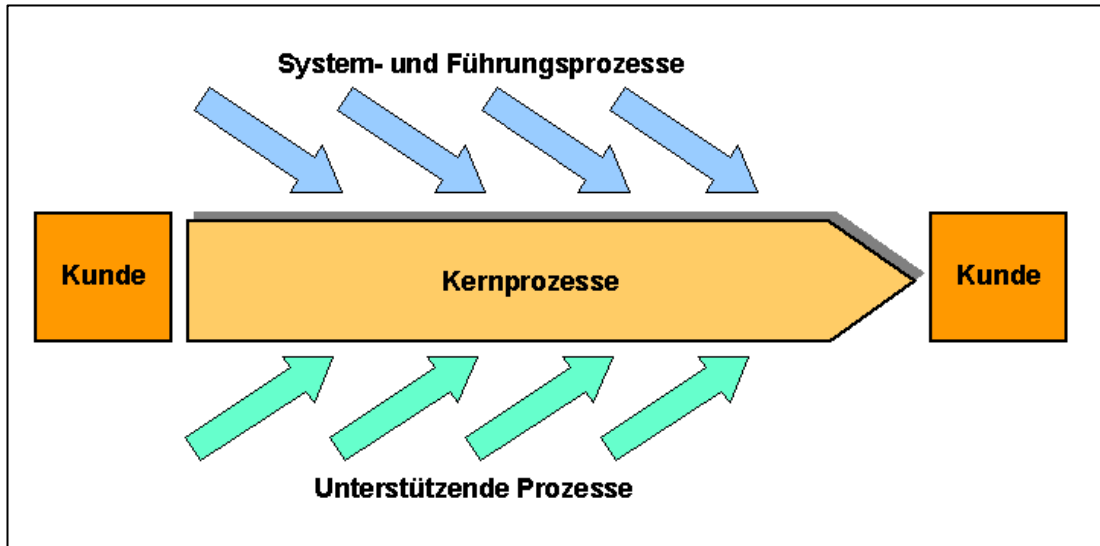 System- und Führungsprozesse
Kunde
Kernprozesse
Kunde
Unterstützende Prozesse